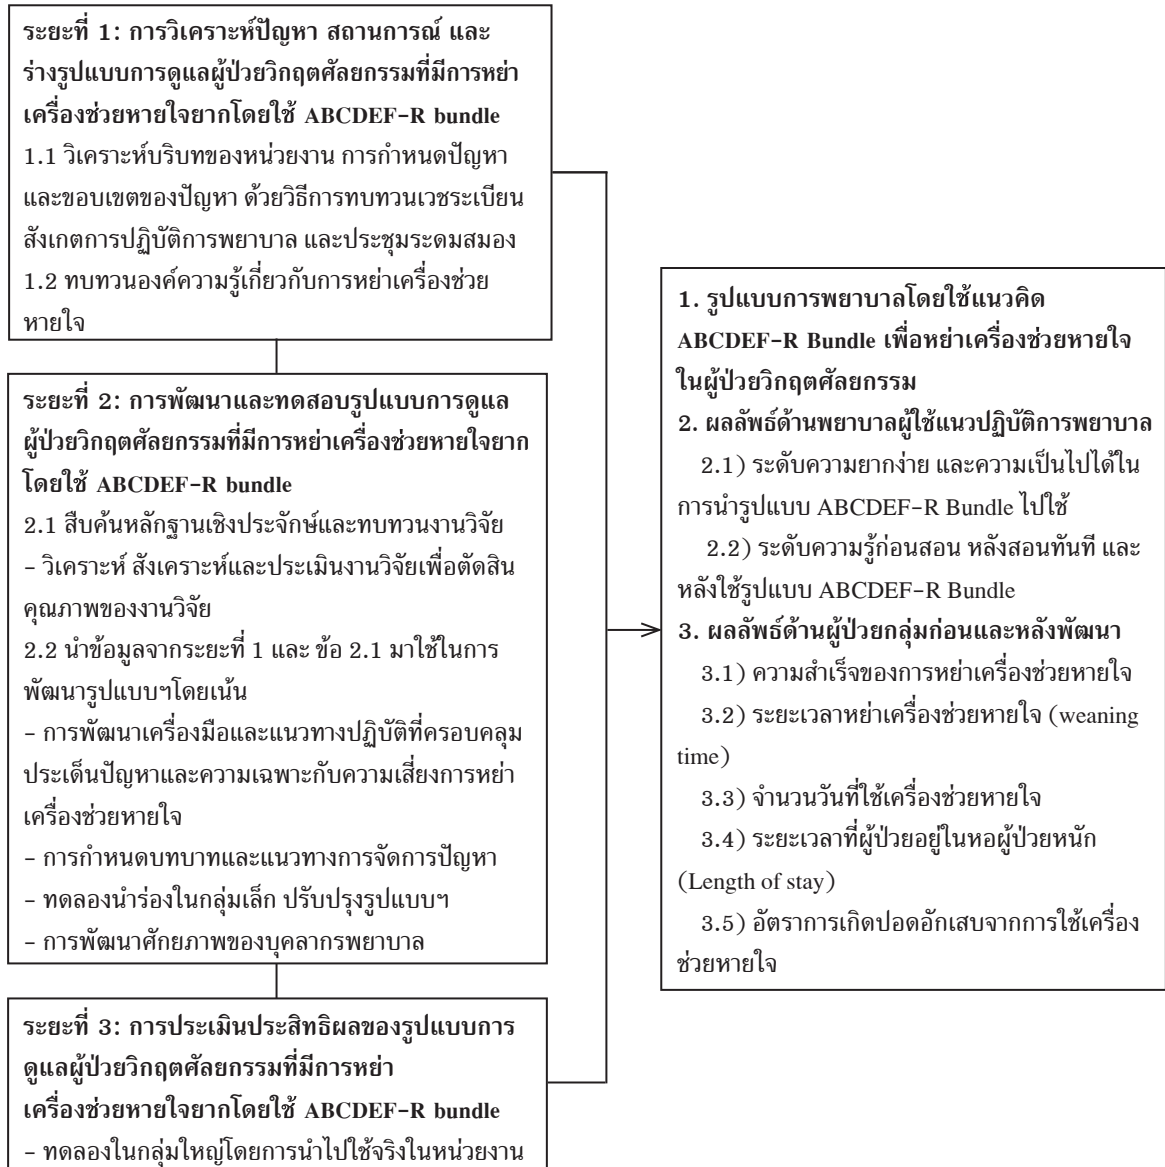 ระยะที่ 1: การวิเคราะห์ปัญหา สถานการณ์ และ
ร่างรูปแบบการดูแลผู้ป่วยวิกฤตศัลยกรรมที่มีการหย่า
เครื่องช่วยหายใจยากโดยใช้ ABCDEF-R bundle
1.1 วิเคราะห์บริบทของหน่วยงาน การกำหนดปัญหา
และขอบเขตของปัญหา ด้วยวิธีการทบทวนเวชระเบียน
สังเกตการปฏิบัติการพยาบาล และประชุมระดมสมอง
1.2 ทบทวนองค์ความรู้เกี่ยวกับการหย่าเครื่องช่วย
หายใจ
ระยะที่ 2: การพัฒนาและทดสอบรูปแบบการดูแล
ผู้ป่วยวิกฤตศัลยกรรมที่มีการหย่าเครื่องช่วยหายใจยาก
โดยใช้ ABCDEF-R bundle
2.1 สืบค้นหลักฐานเชิงประจักษ์และทบทวนงานวิจัย
- วิเคราะห์ สังเคราะห์และประเมินงานวิจัยเพื่อตัดสิน
คุณภาพของงานวิจัย
2.2 นำข้อมูลจากระยะที่ 1 และ ข้อ 2.1 มาใช้ในการ
พัฒนารูปแบบฯโดยเน้น
- การพัฒนาเครื่องมือและแนวทางปฏิบัติที่ครอบคลุม
ประเด็นปัญหาและความเฉพาะกับความเสี่ยงการหย่า
เครื่องช่วยหายใจ
- การกำหนดบทบาทและแนวทางการจัดการปัญหา
- ทดลองนำร่องในกลุ่มเล็ก ปรับปรุงรูปแบบฯ
- การพัฒนาศักยภาพของบุคลากรพยาบาล
ระยะที่ 3: การประเมินประสิทธิผลของรูปแบบการ
ดูแลผู้ป่วยวิกฤตศัลยกรรมที่มีการหย่า
เครื่องช่วยหายใจยากโดยใช้ ABCDEF-R bundle
- ทดลองในกลุ่มใหญ่โดยการนำไปใช้จริงในหน่วยงาน
1. รูปแบบการพยาบาลโดยใช้แนวคิด
ABCDEF-R Bundle เพื่อหย่าเครื่องช่วยหายใจ
ในผู้ป่วยวิกฤตศัลยกรรม
2. ผลลัพธ์ด้านพยาบาลผู้ใช้แนวปฏิบัติการพยาบาล
2.1) ระดับความยากง่าย และความเป็นไปได้ใน
การนำรูปแบบ ABCDEF-R Bundle ไปใช้
2.2) ระดับความรู้ก่อนสอน หลังสอนทันที และ
หลังใช้รูปแบบ ABCDEF-R Bundle
3. ผลลัพธ์ด้านผู้ป่วยกลุ่มก่อนและหลังพัฒนา
3.1) ความสำเร็จของการหย่าเครื่องช่วยหายใจ
3.2) ระยะเวลาหย่าเครื่องช่วยหายใจ (weaning
time)
3.3) จำนวนวันที่ใช้เครื่องช่วยหายใจ
3.4) ระยะเวลาที่ผู้ป่วยอยู่ในหอผู้ป่วยหนัก
(Length of stay)
3.5) อัตราการเกิดปอดอักเสบจากการใช้เครื่อง
ช่วยหายใจ